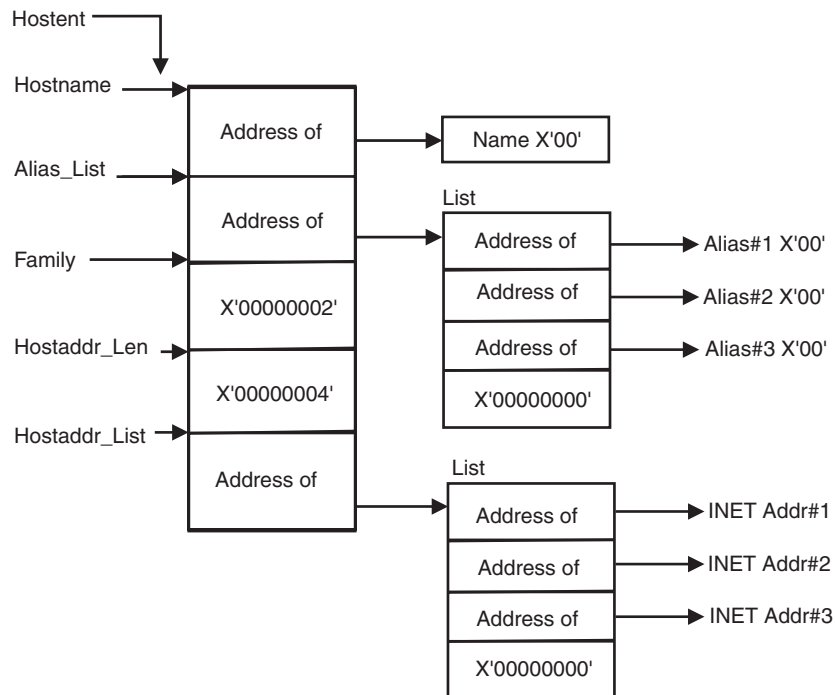 Hostent
Hostname
Address of
Name X'00'
Alias_List
List
Address of
Address of
Alias#1 X'00'
Family
Address of
Alias#2 X'00'
X'00000002'
Hostaddr_Len
Address of
Alias#3 X'00'
X'00000004'
X'00000000'
Hostaddr_List
List
Address of
Address of
INET Addr#1
Address of
INET Addr#2
Address of
INET Addr#3
X'00000000'